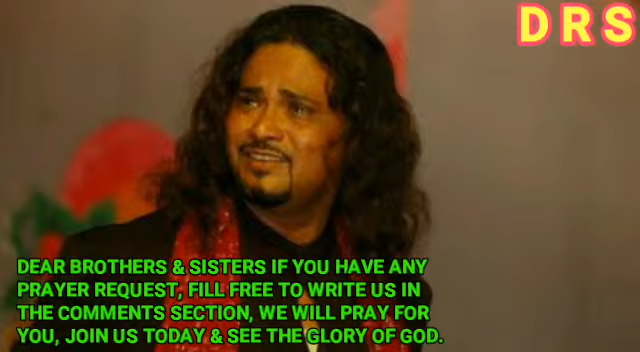 D R S
DEAR BROTHERS & SISTERS IF YOU HAVE ANY
PRAYER REQUEST, FILL FREE TO WRITE US IN
THE COMMENTS SECTION, WE WILL PRAY FOR
YOU, JOIN US TODAY & SEE THE GLORY OF GOD.